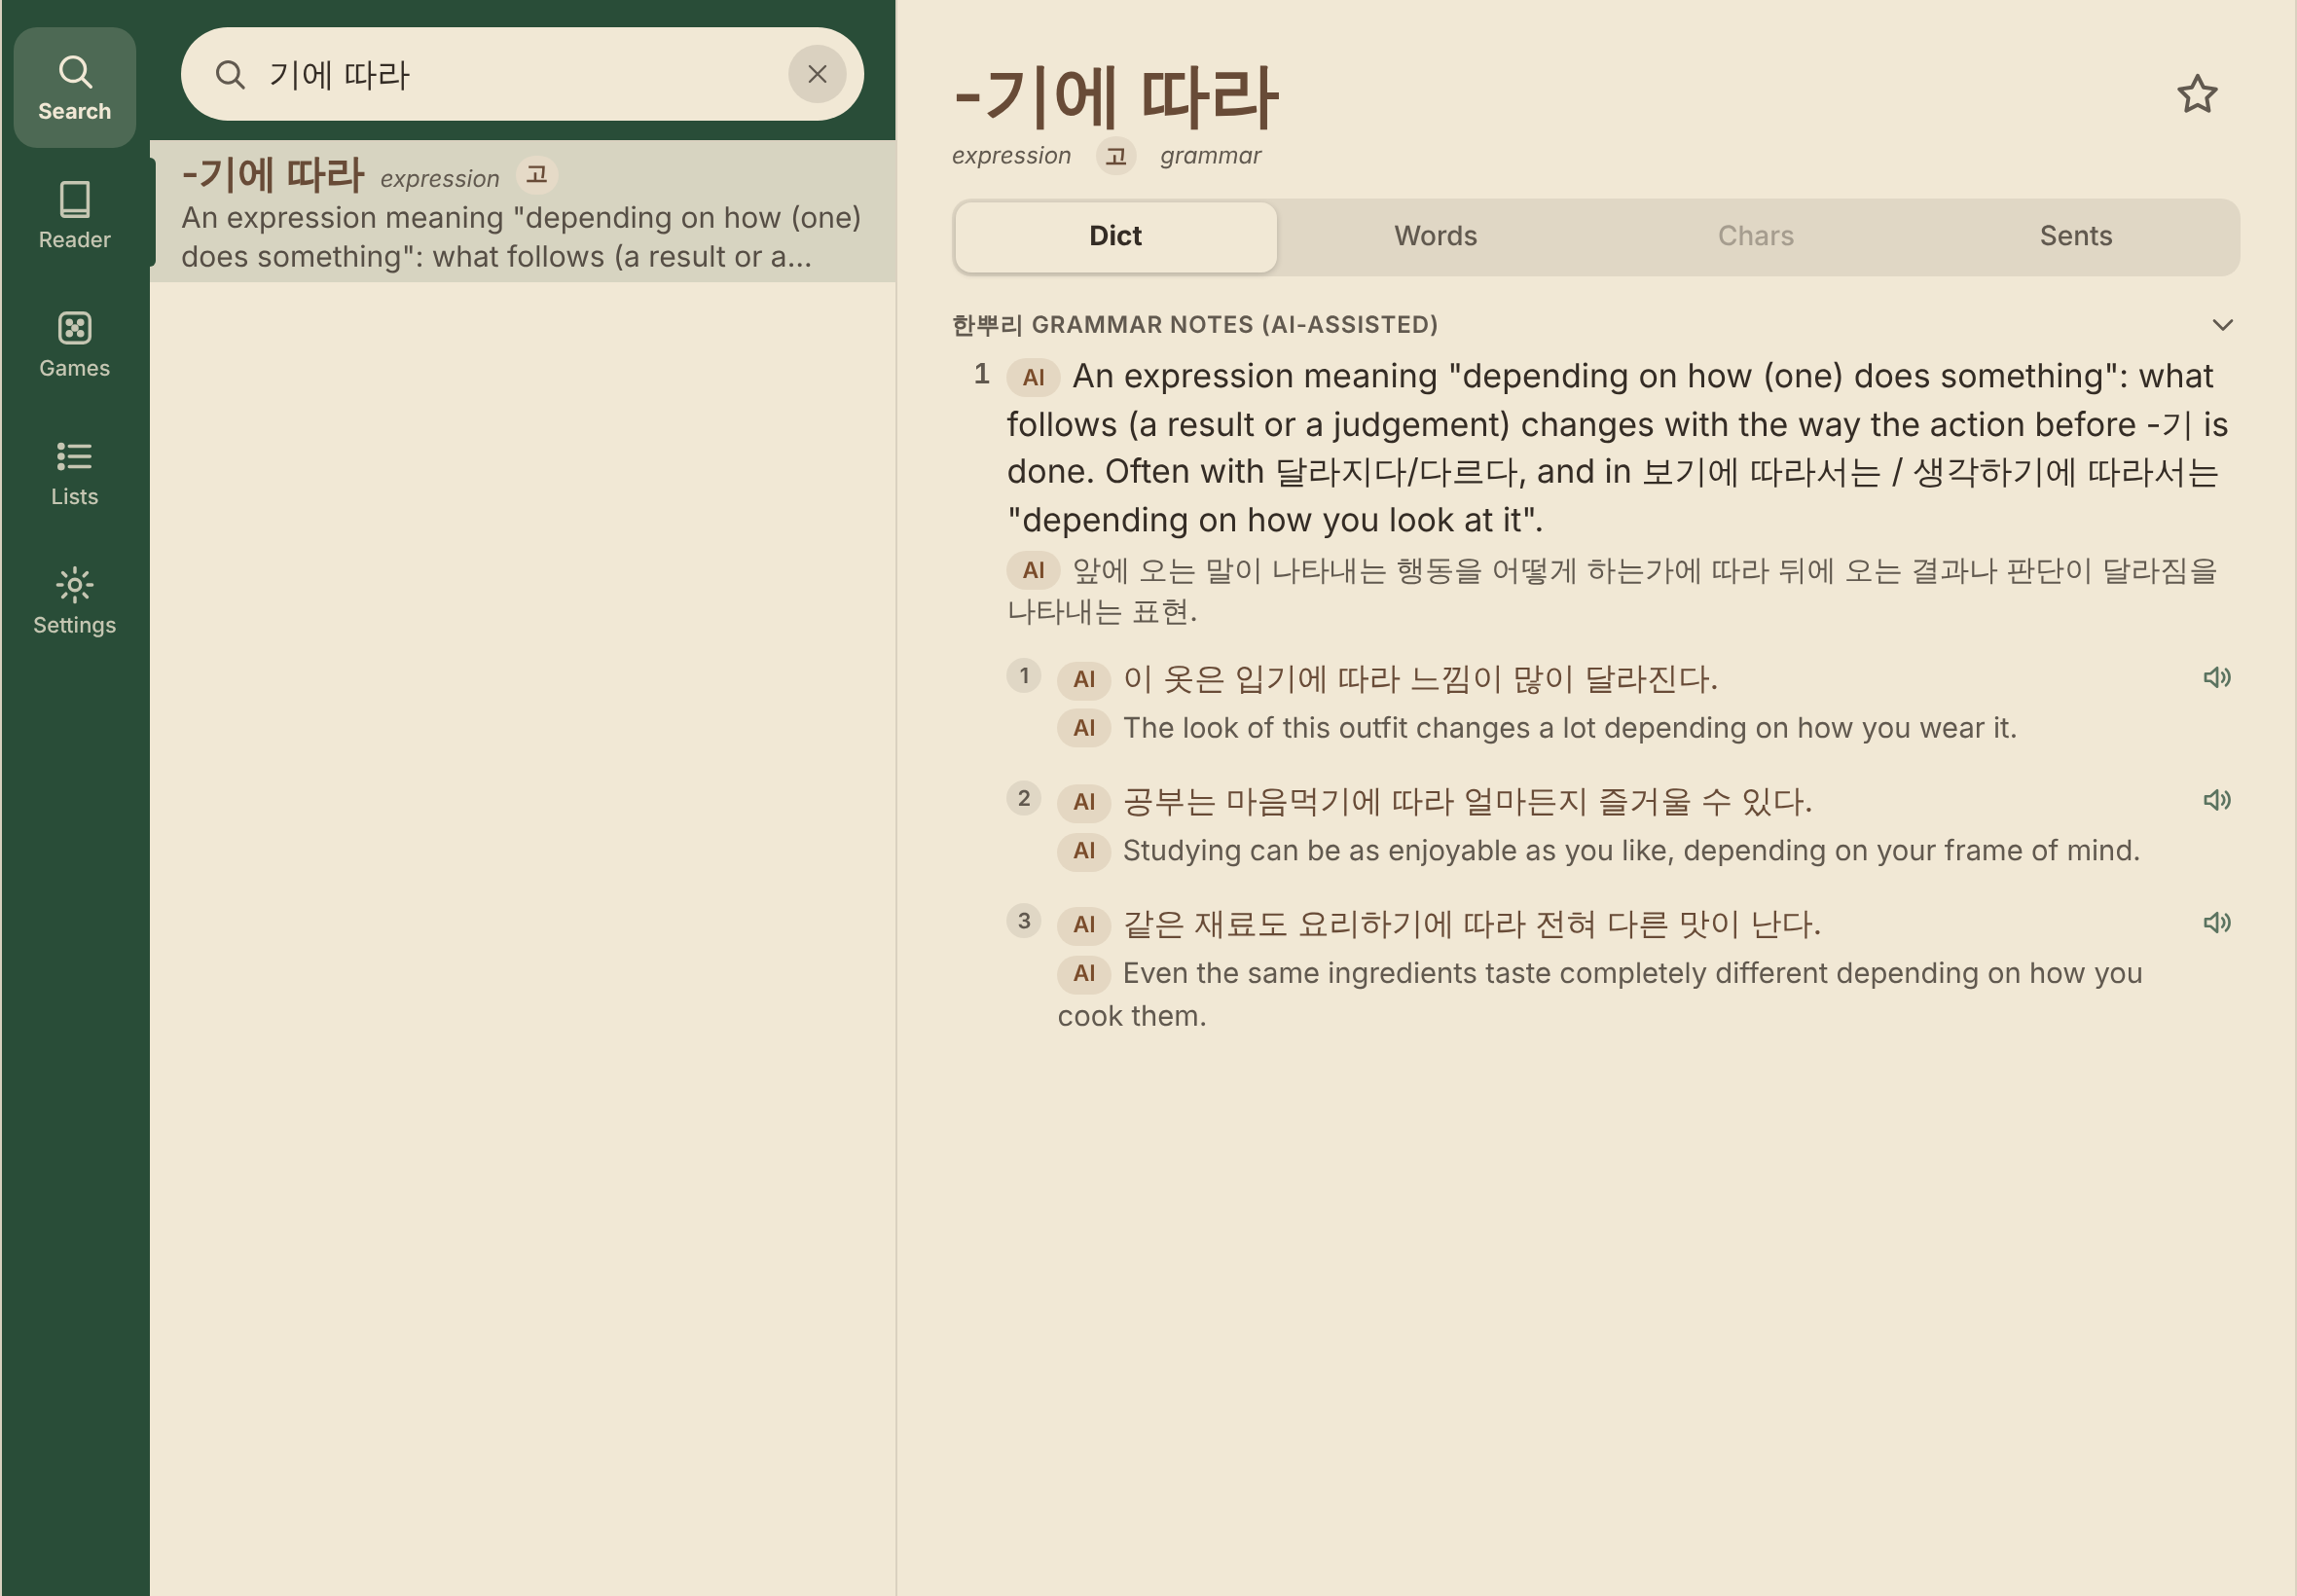 Search
Reader
Games
Lists
Settings
기에 따라
-기에 따라 expression 고
An expression meaning "depending on how (one)
does something": what follows (a result or a...
-기에 따라
expression 고 grammar
Dict Words Chars Sents
한뿌리 GRAMMAR NOTES (AI-ASSISTED)
1 AI An expression meaning "depending on how (one) does something": what
follows (a result or a judgement) changes with the way the action before -기 is
done. Often with 달라지다/다르다, and in 보기에 따라서는 / 생각하기에 따라서는
"depending on how you look at it".
AI 앞에 오는 말이 나타내는 행동을 어떻게 하는가에 따라 뒤에 오는 결과나 판단이 달라짐을
나타내는 표현.
1 AI 이 옷은 입기에 따라 느낌이 많이 달라진다.
AI The look of this outfit changes a lot depending on how you wear it.
2 AI 공부는 마음먹기에 따라 얼마든지 즐거울 수 있다.
AI Studying can be as enjoyable as you like, depending on your frame of mind.
3 AI 같은 재료도 요리하기에 따라 전혀 다른 맛이 난다.
AI Even the same ingredients taste completely different depending on how you
cook them.